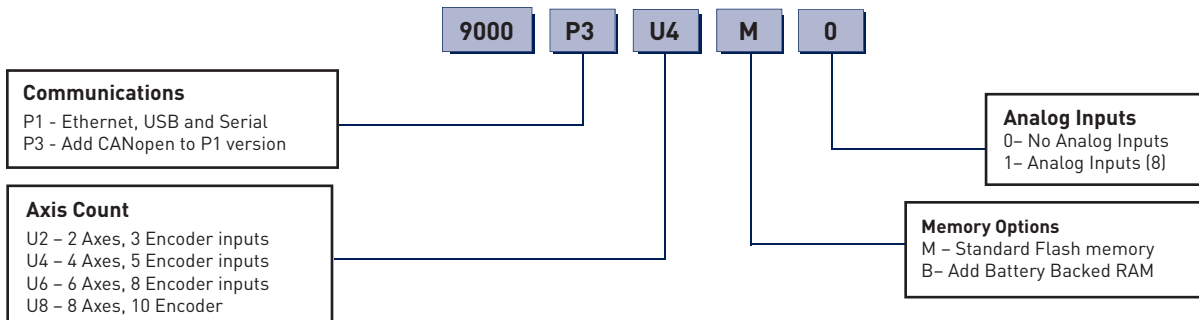 9000 P3 U4 M 0
Communications
P1 - Ethernet, USB and Serial
P3 - Add CANopen to P1 version
Axis Count
U2 – 2 Axes, 3 Encoder inputs
U4 – 4 Axes, 5 Encoder inputs
U6 – 6 Axes, 8 Encoder inputs
U8 – 8 Axes, 10 Encoder
Analog Inputs
0– No Analog Inputs
1– Analog Inputs (8)
Memory Options
M – Standard Flash memory
B– Add Battery Backed RAM